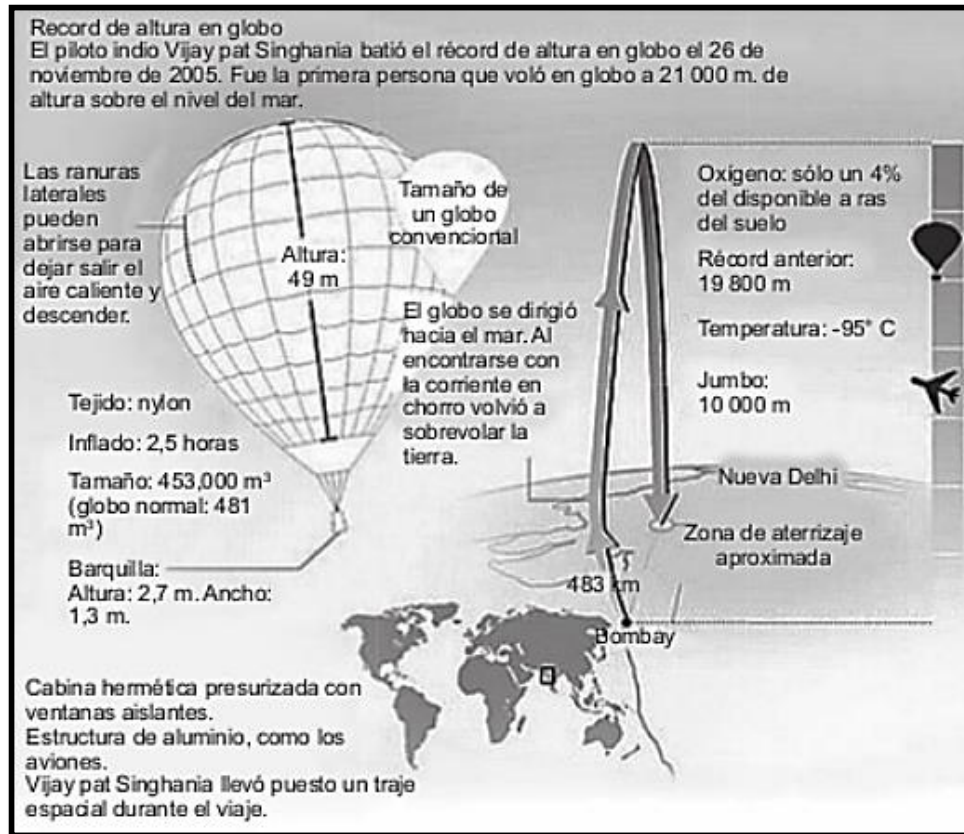 Record de altura en globo
El piloto indio Vijay pat Singhania batió el récord de altura en globo el 26 de
noviembre de 2005. Fue la primera persona que voló en globo a 21 000 m. de
altura sobre el nivel del mar.
Las ranuras
laterales
pueden
abrirse para
dejar salir el
aire caliente y
descender.
Altura:
49 m
Tamaño de
un globo
convencional
El globo se dirigió
hacia el mar. Al
encontrarse con
la corriente en
chorro volvió a
sobrevolar la
tierra.
Oxígeno: sólo un 4%
del disponible a ras
del suelo
Récord anterior:
19 800 m
Temperatura: -95° C
Jumbo:
10 000 m
Tejido: nylon
Inflado: 2,5 horas
Tamaño: 453,000 m³
(globo normal: 481
m³)
Barquilla:
Altura: 2,7 m. Ancho:
1,3 m.
Nueva Delhi
Zona de aterrizaje
aproximada
483 km
Bombay
Cabina hermética presurizada con
ventanas aislantes.
Estructura de aluminio, como los
aviones.
Vijay pat Singhania llevó puesto un traje
espacial durante el viaje.